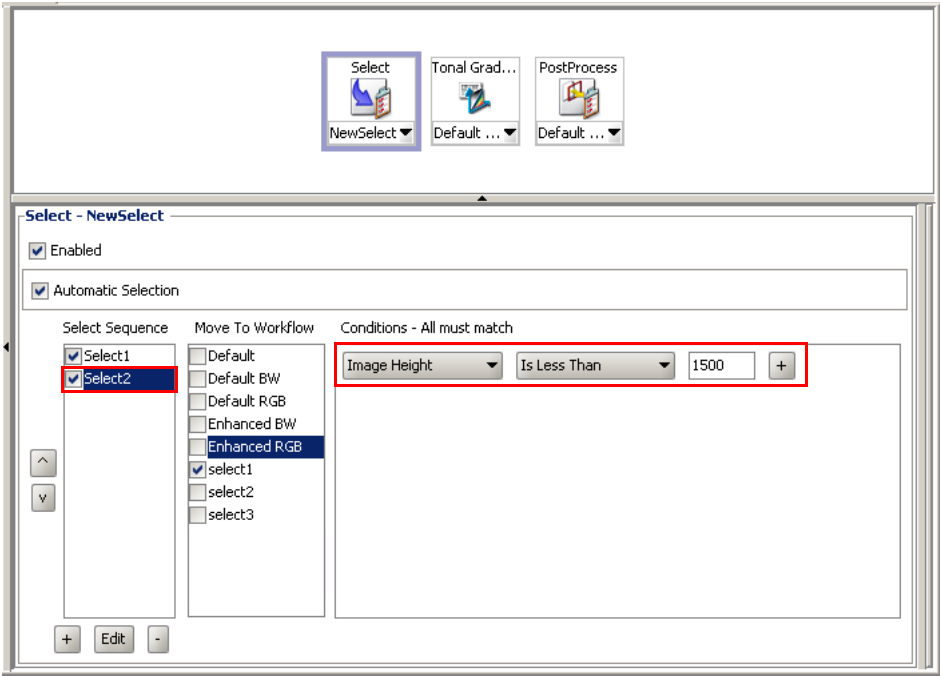 Select
Tonal Grad...
PostProcess
NewSelect
Default ...
Default ...
Select - NewSelect
Enabled
Automatic Selection
Select Sequence
Move To Workflow
Conditions - All must match
Select1
Select2
Default
Default BW
Default RGB
Enhanced BW
Enhanced RGB
select1
select2
select3
Image Height
Is Less Than
1500
+
^
v
+
Edit
-